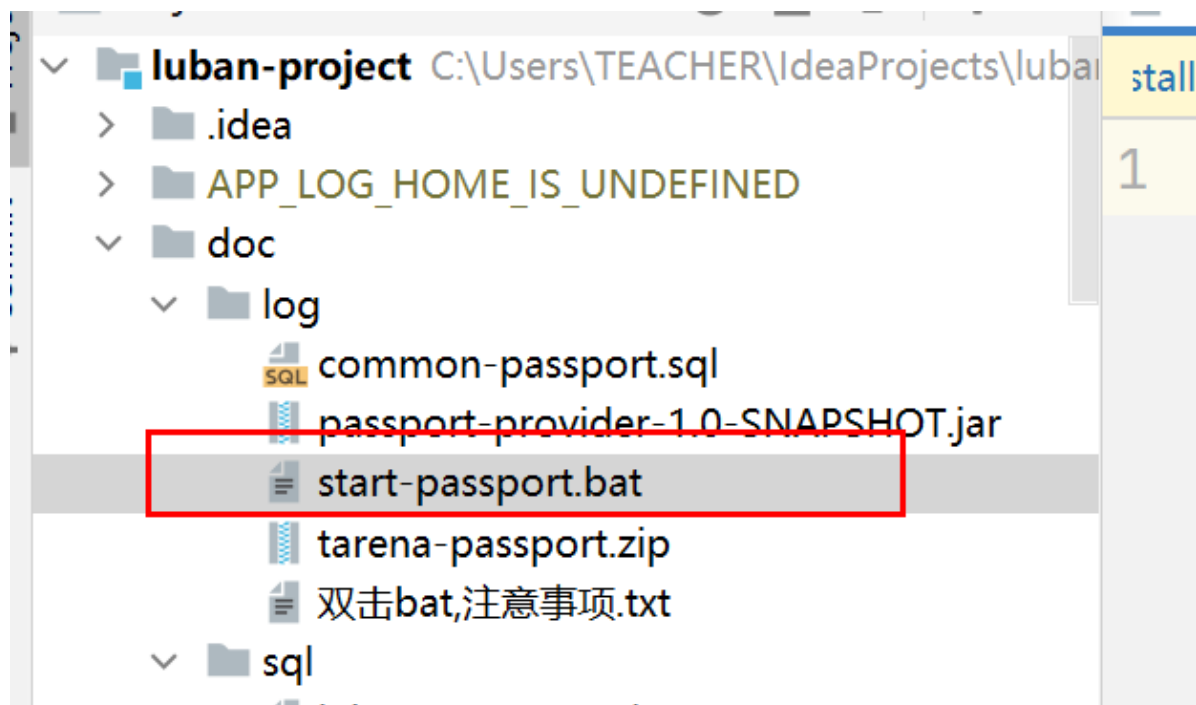 luban-project C:\Users\TEACHER\IdeaProjects\luba
stall
.idea
1
APP_LOG_HOME_IS_UNDEFINED
doc
log
SQL common-passport.sql
passport-provider-1.0-SNAPSHOT.jar
start-passport.bat
tarena-passport.zip
双击bat,注意事项.txt
sql